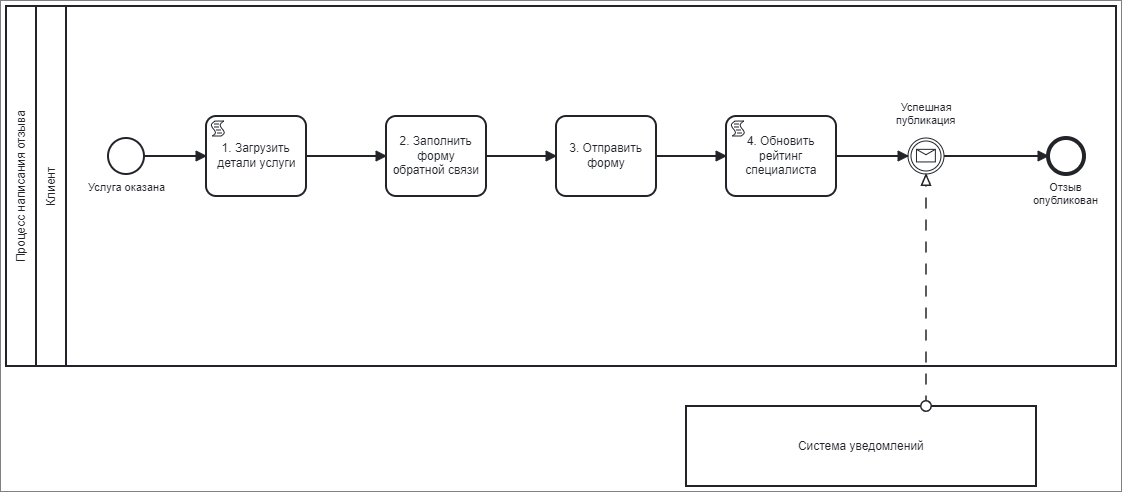 Процесс написания отзыва
Клиент
Услуга оказана
1. Загрузить
детали услуги
2. Заполнить
форму
обратной связи
3. Отправить
форму
4. Обновить
рейтинг
специалиста
Успешная
публикация
Отзыв
опубликован
Система уведомлений